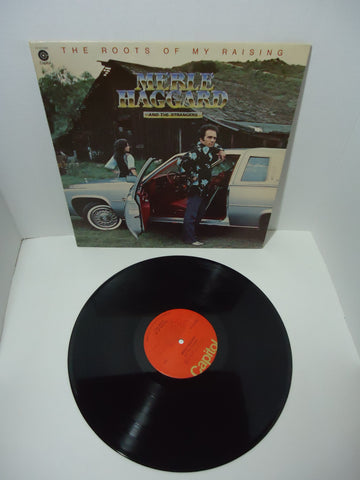 THE ROOTS OF MY RAISING
MERLE
HAGGARD
AND THE STRANGERS
Capitol